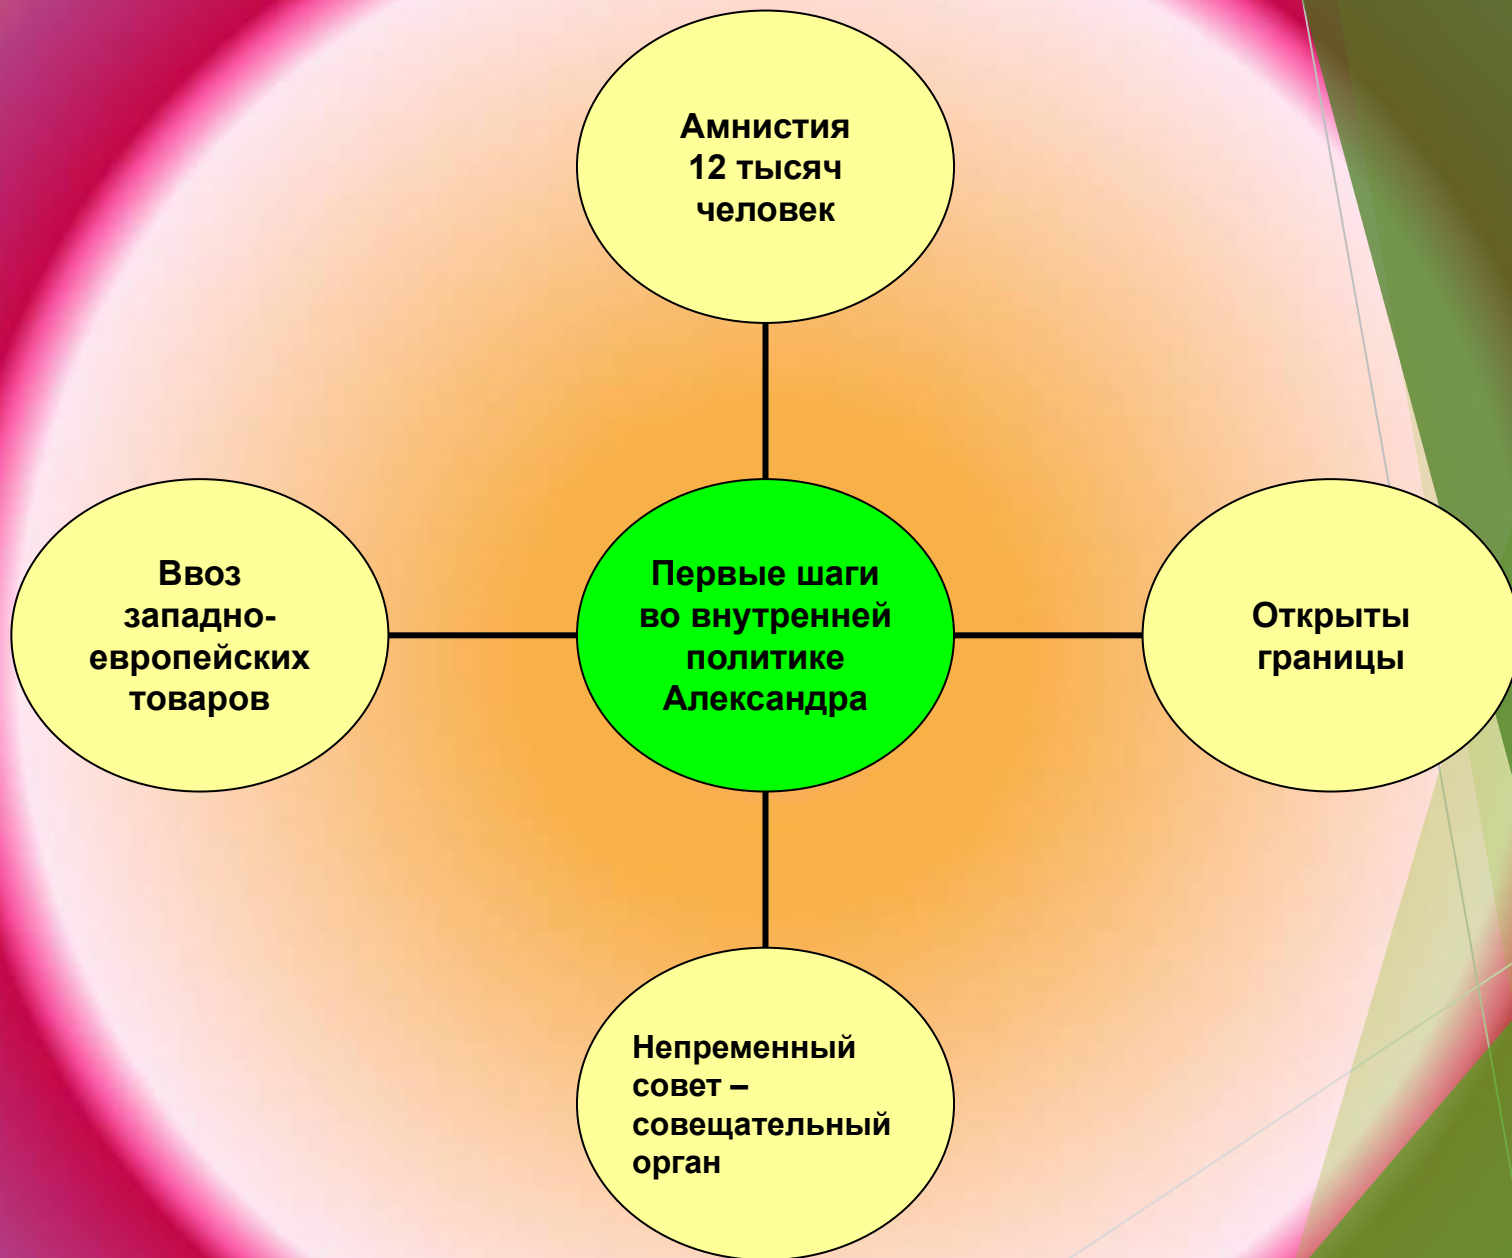 Амнистия
12 тысяч
человек
Ввоз
западно-
европейских
товаров
Первые шаги
во внутренней
политике
Александра
Открыты
границы
Непременный
совет –
совещательный
орган